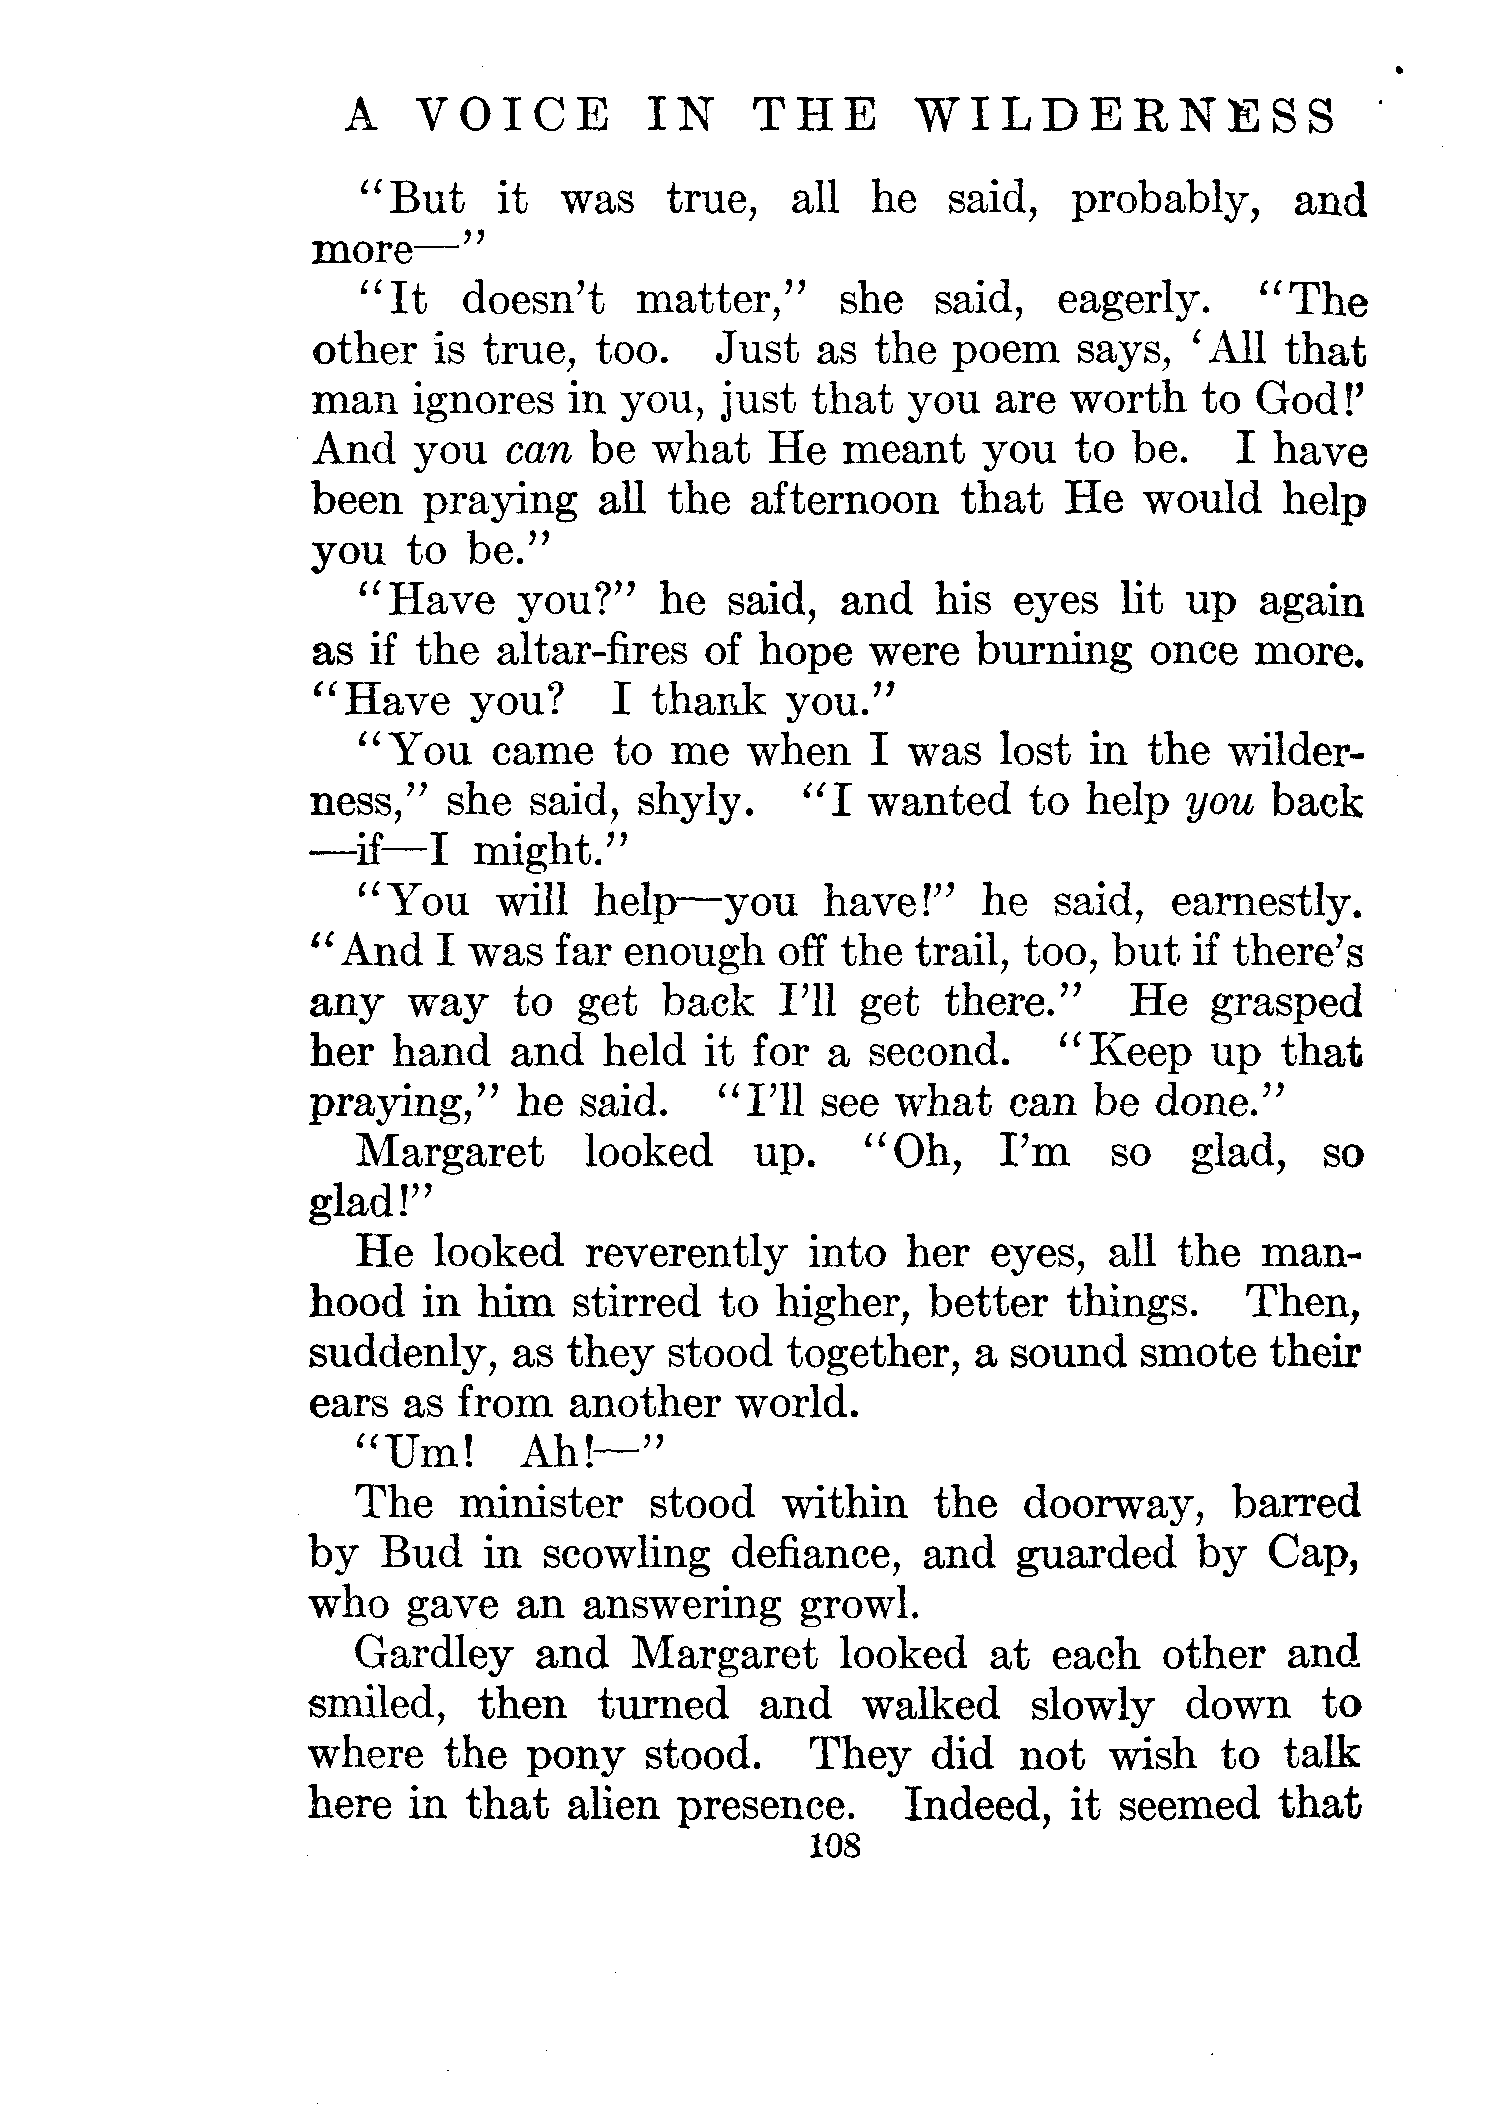 A VOICE IN THE WILDERNESS
“But it was true, all he said, probably, and
more—”
“It doesn’t matter,” she said, eagerly. “The
other is true, too. Just as the poem says, ‘All that
man ignores in you, just that you are worth to God!’
And you can be what He meant you to be. I have
been praying all the afternoon that He would help
you to be.”
“Have you?” he said, and his eyes lit up again
as if the altar-fires of hope were burning once more.
“Have you? I thank you.”
“You came to me when I was lost in the wilder-
ness,” she said, shyly. “I wanted to help you back
—if—I might.”
“You will help—you have!” he said, earnestly.
“And I was far enough off the trail, too, but if there’s
any way to get back I’ll get there.” He grasped
her hand and held it for a second. “Keep up that
praying,” he said. “I’ll see what can be done.”
Margaret looked up. “Oh, I’m so glad, so
glad!”
He looked reverently into her eyes, all the man-
hood in him stirred to higher, better things. Then,
suddenly, as they stood together, a sound smote their
ears as from another world.
“Um! Ah!—”
The minister stood within the doorway, barred
by Bud in scowling defiance, and guarded by Cap,
who gave an answering growl.
Gardley and Margaret looked at each other and
smiled, then turned and walked slowly down to
where the pony stood. They did not wish to talk
here in that alien presence. Indeed, it seemed that
108